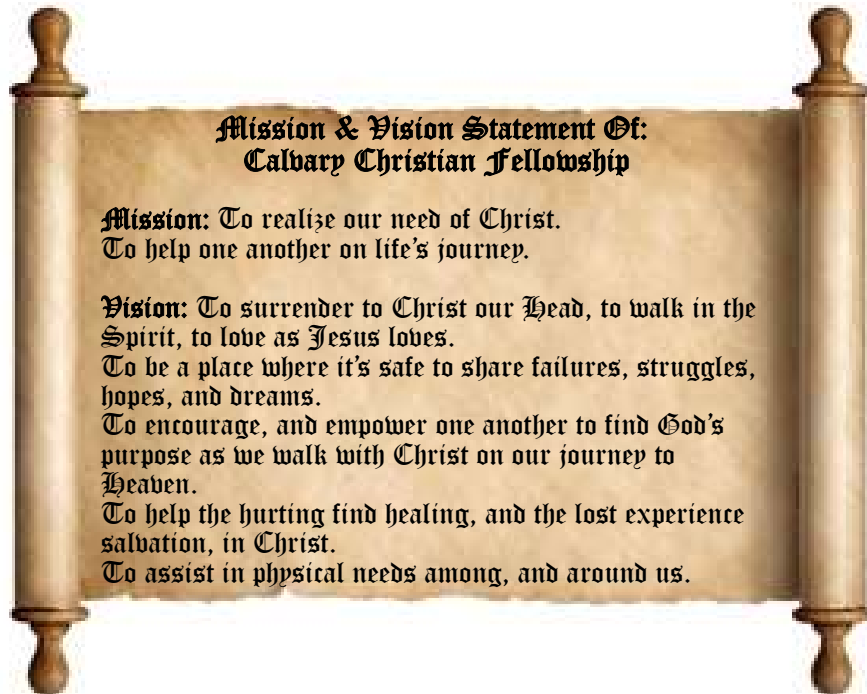 Mission & Vision Statement Of:
Calvary Christian Fellowship
Mission: To realize our need of Christ.
To help one another on life's journey.
Vision: To surrender to Christ our Head, to walk in the
Spirit, to love as Jesus loves.
To be a place where it's safe to share failures, struggles,
hopes, and dreams.
To encourage, and empower one another to find God's
purpose as we walk with Christ on our journey to
Heaven.
To help the hurting find healing, and the lost experience
salvation, in Christ.
To assist in physical needs among, and around us.